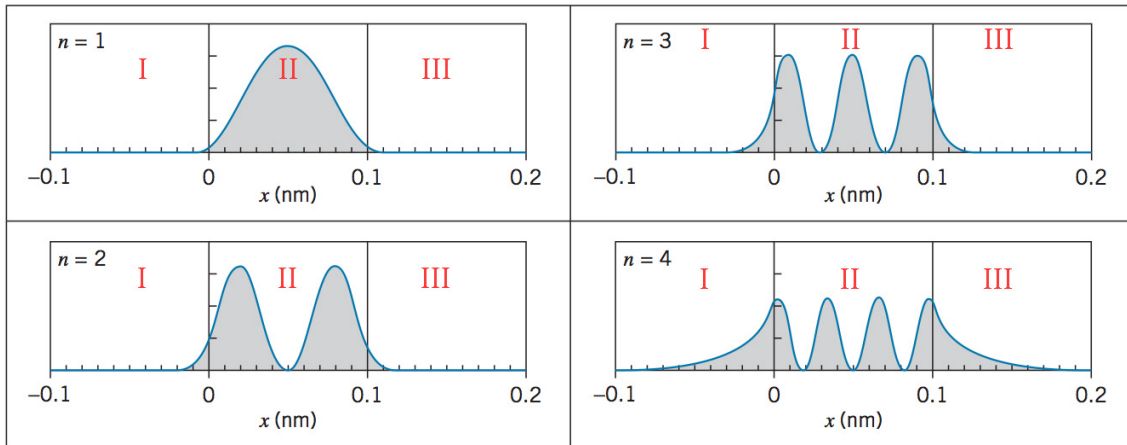 n = 1
I
II
III
−0.1
0
0.1
0.2
x (nm)
n = 3
I
II
III
−0.1
0
0.1
0.2
x (nm)
n = 2
I
II
III
−0.1
0
0.1
0.2
x (nm)
n = 4
I
II
III
−0.1
0
0.1
0.2
x (nm)